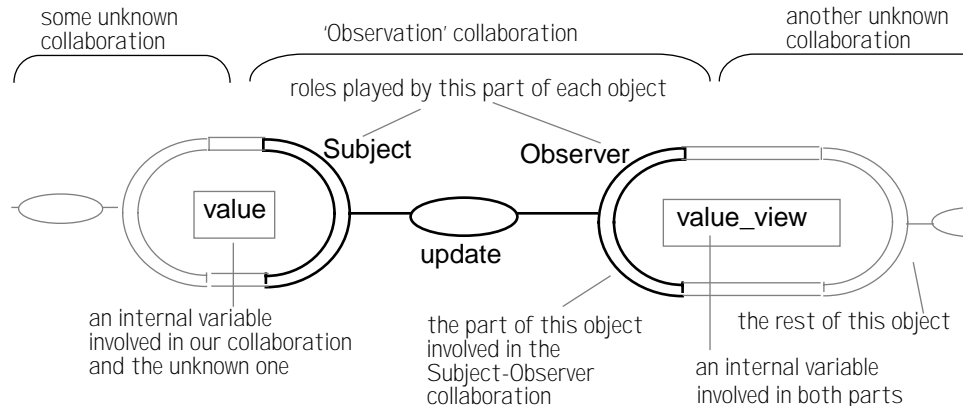 some unknown
collaboration
'Observation' collaboration
another unknown
collaboration
roles played by this part of each object
Subject
Observer
value
value_view
update
an internal variable
involved in our collaboration
and the unknown one
the part of this object
involved in the
Subject-Observer
collaboration
the rest of this object
an internal variable
involved in both parts